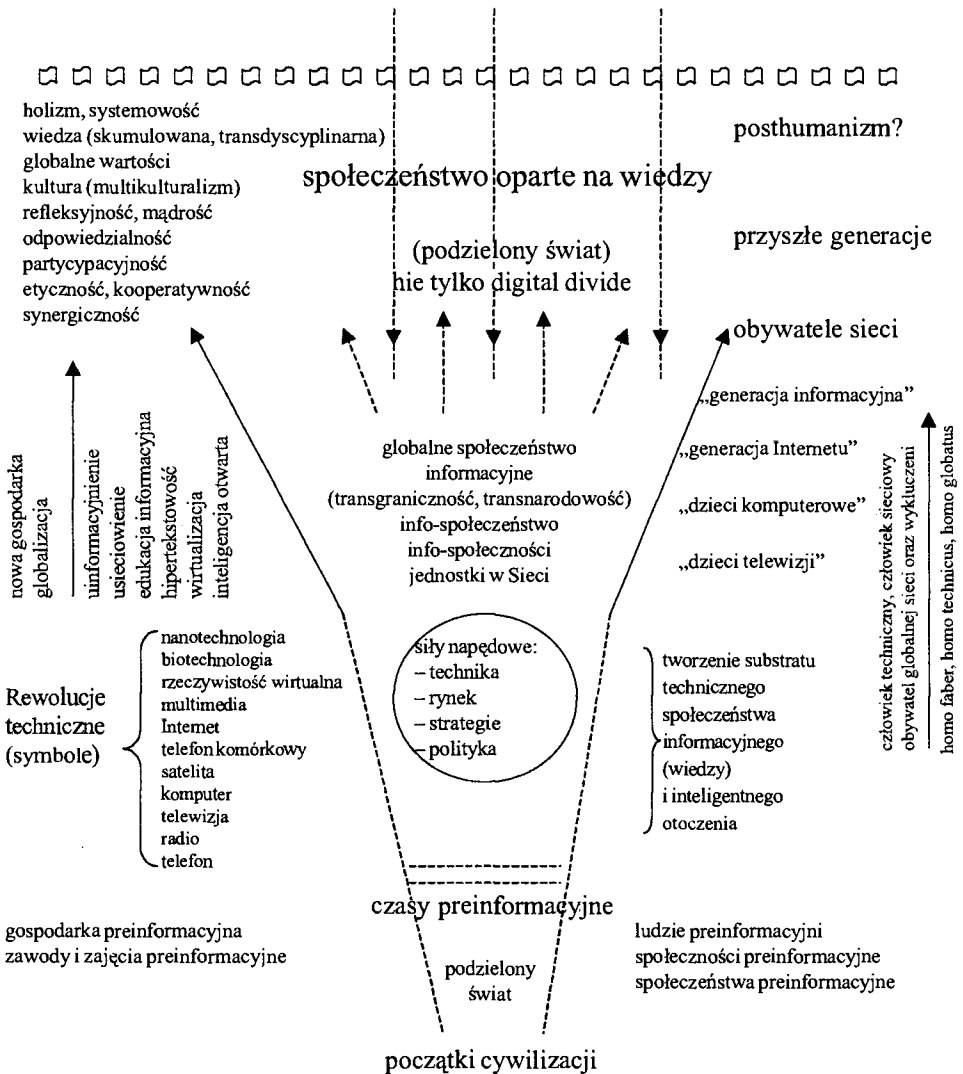 holizm, systemowość
wiedza (skumulowana, transdyscyplinarna)
globalne wartości
kultura (multikulturalizm)
refleksyjność, mądrość
odpowiedzialność
partycypacyjność
etyczność, kooperatywność
synergiczność
społeczeństwo oparte na wiedzy
(podzielony świat)
nie tylko digital divide
posthumanizm?
przyszłe generacje
obywatele sieci
„generacja informacyjna”
„generacja Internetu”
„dzieci komputerowe”
„dzieci telewizji”
nowa gospodarka
globalizacja
uinformacyjnienie
usieciowienie
edukacja informacyjna
hipertekstowość
wirtualizacja
inteligencja otwarta
globalne społeczeństwo
informacyjne
(transgraniczność, transnarodowość)
info-społeczeństwo
info-społeczności
jednostki w Sieci
człowiek techniczny, człowiek sieciowy
obywatel globalnej sieci oraz wykluczeni
homo faber, homo technicus, homo globatus
Rewolucje
techniczne
(symbole)
nanotechnologia
biotechnologia
rzeczywistość wirtualna
multimedia
Internet
telefon komórkowy
satelita
komputer
telewizja
radio
telefon
siły napędowe:
– technika
– rynek
– strategie
– polityka
tworzenie substratu
technicznego
społeczeństwa
informacyjnego
(wiedzy)
i inteligentnego
otoczenia
czasy preinformacyjne
gospodarka preinformacyjna
zawody i zajęcia preinformacyjne
podzielony
świat
ludzie preinformacyjni
społeczności preinformacyjne
społeczeństwa preinformacyjne
początki cywilizacji